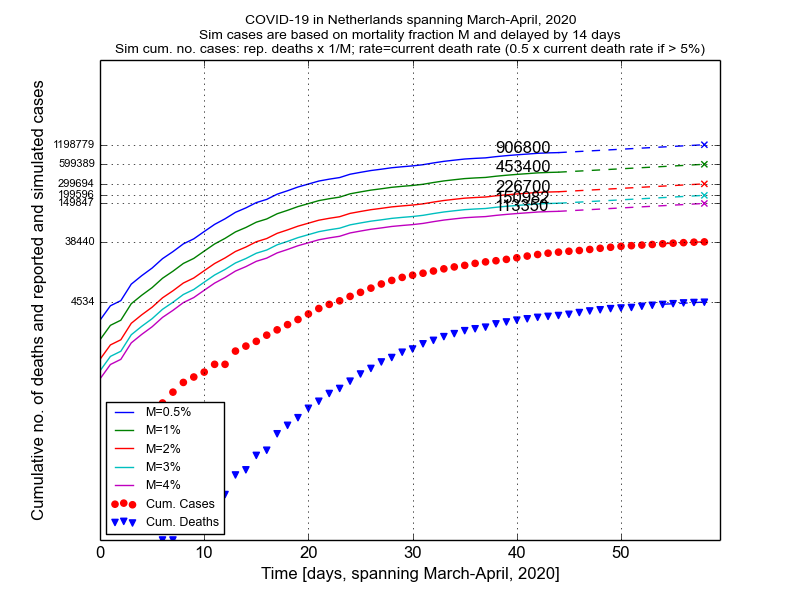 COVID-19 in Netherlands spanning March-April, 2020
Sim cases are based on mortality fraction M and delayed by 14 days
Sim cum. no. cases: rep. deaths x 1/M; rate=current death rate (0.5 x current death rate if > 5%)
Cumulative no. of deaths and reported and simulated cases
1198779
599389
299694
199596
149847
38440
4534
906800
453400
226700
113350
M=0.5%
M=1%
M=2%
M=3%
M=4%
Cum. Cases
Cum. Deaths
0 10 20 30 40 50
Time [days, spanning March-April, 2020]